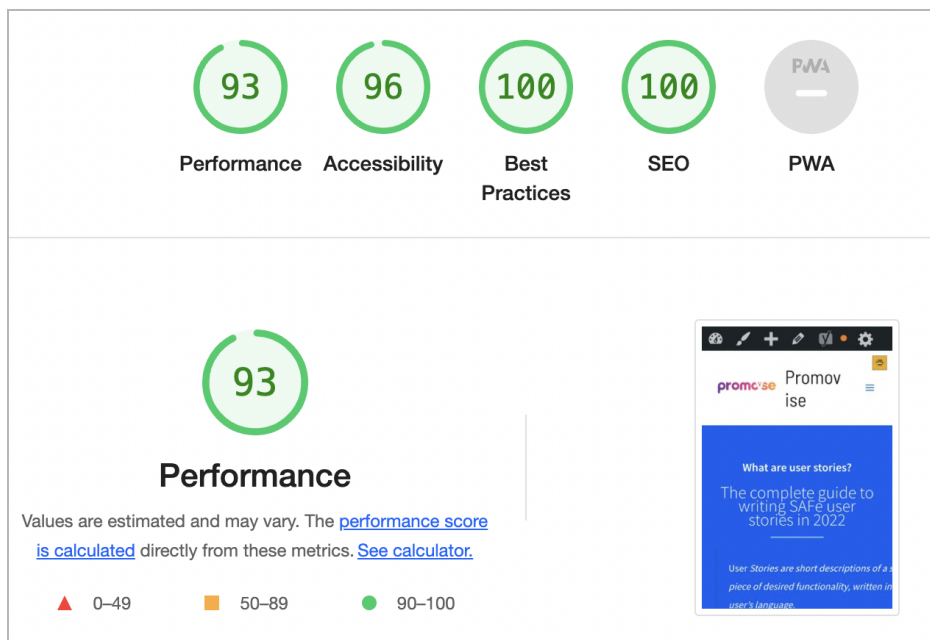 93
96
100
100
PWA
Performance
Accessibility
Best
Practices
SEO
PWA
93
Performance
Values are estimated and may vary. The performance score
is calculated directly from these metrics. See calculator.
0–49
50–89
90–100
promovise
Promov
ise
What are user stories?
The complete guide to
writing SAFe user
stories in 2022
User Stories are short descriptions of a s
piece of desired functionality, written in
user's language.